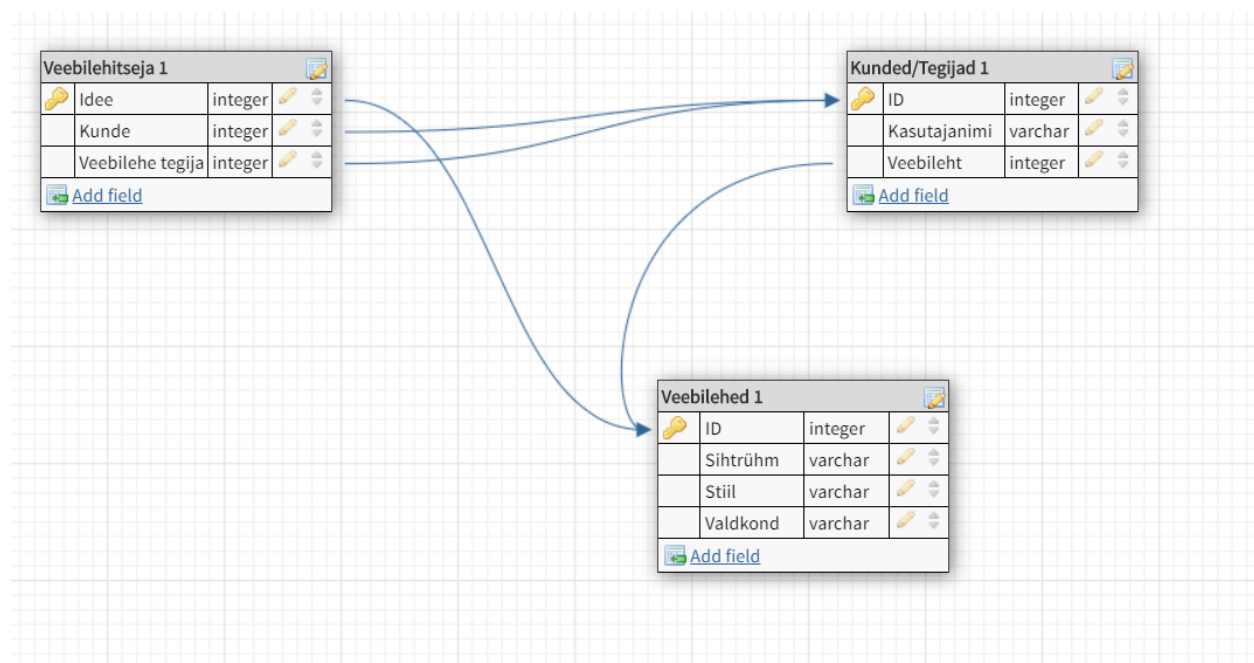 Veebilehitseja 1
Idee integer
Kunde integer
Veebilehe tegija integer
Add field
Kunded/Tegijad 1
ID integer
Kasutajanimi varchar
Veebileht integer
Add field
Veebilehed 1
ID integer
Sihtrühm varchar
Stiil varchar
Valdkond varchar
Add field